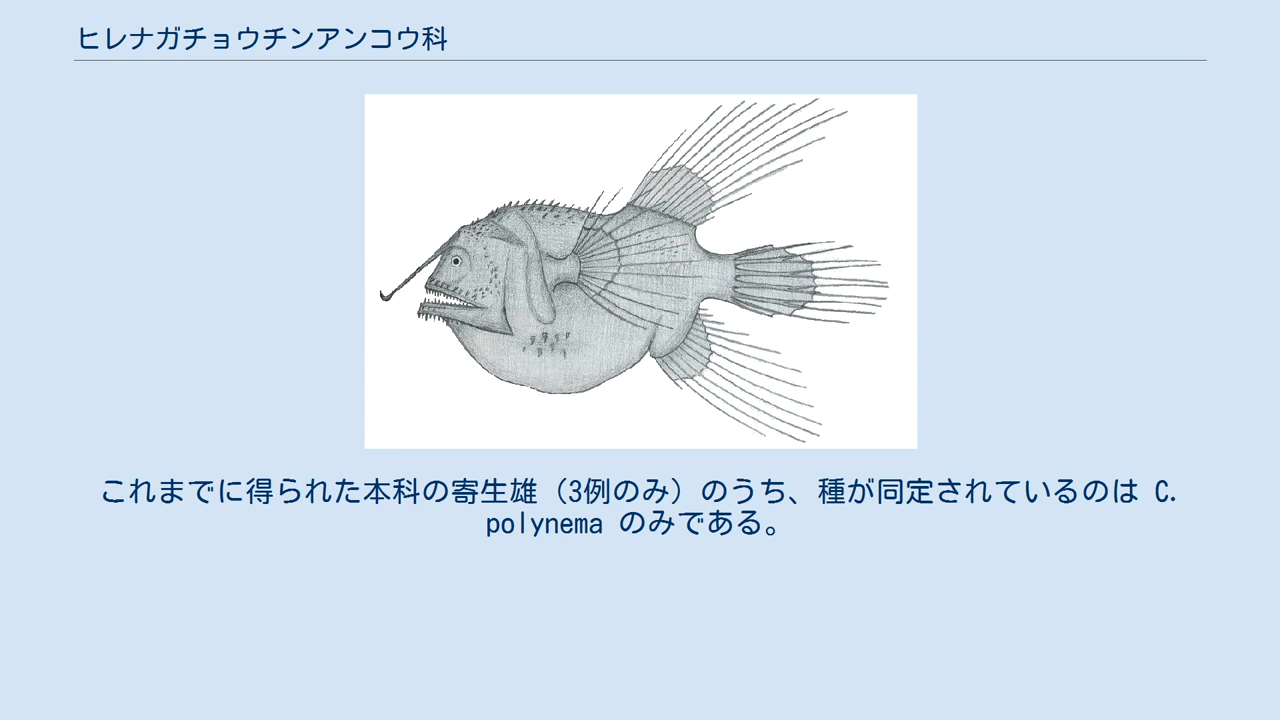 ヒレナガチョウチンアンコウ科
これまでに得られた本科の寄生雄（3例のみ）のうち、種が同定されているのは C.
polynema のみである。